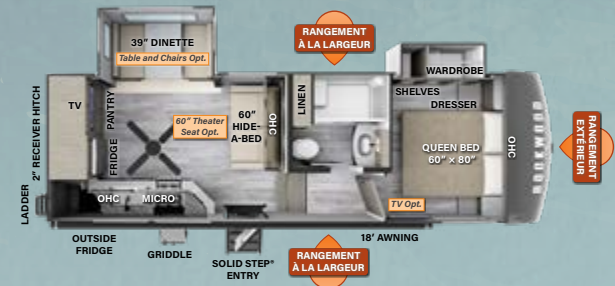 39" DINETTE
Table and Chairs Opt.
RANGEMENT
À LA LARGEUR
WARDROBE
SHELVES
DRESSER
LINEN
TV
PANTRY
60" Theater
Seat Opt.
60"
HIDE-
A-BED
OHC
QUEEN BED
60" × 80"
OHC
ROCKWOOD
RANGEMENT
EXTÉRIEUR
2" RECEIVER HITCH
LADDER
FRIDGE
OHC
MICRO
TV Opt.
18' AWNING
OUTSIDE
FRIDGE
GRIDDLE
SOLID STEP®
ENTRY
RANGEMENT
À LA LARGEUR